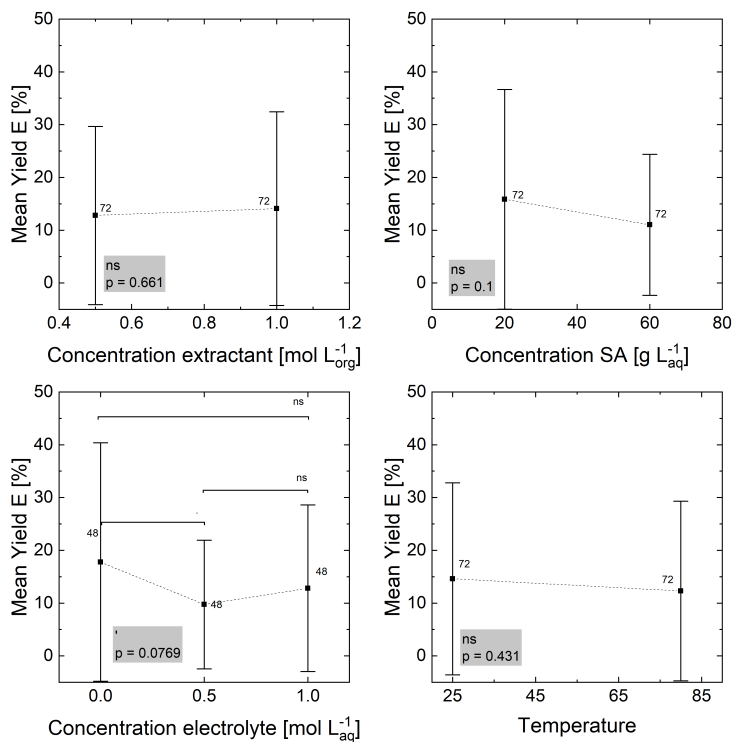 50
40
30
20
10
0
Mean Yield E [%]
72
72
ns
p = 0.661
0.4 0.6 0.8 1.0 1.2
Concentration extractant [mol L⁻¹org]
50
40
30
20
10
0
Mean Yield E [%]
72
72
ns
p = 0.1
0 20 40 60 80
Concentration SA [g L⁻¹aq]
50
40
30
20
10
0
Mean Yield E [%]
ns
ns
.
48
48
48
'
p = 0.0769
0.0 0.5 1.0
Concentration electrolyte [mol L⁻¹aq]
50
40
30
20
10
0
Mean Yield E [%]
72
72
ns
p = 0.431
25 45 65 85
Temperature